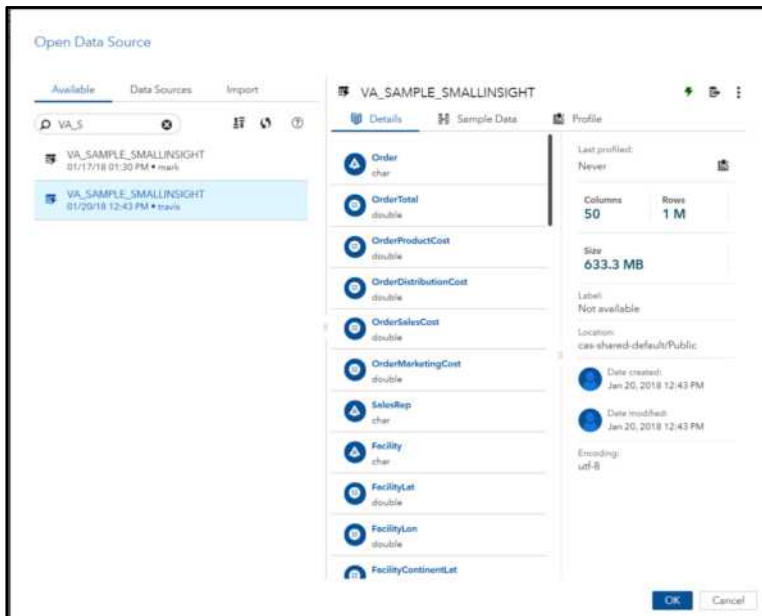 Open Data Source
Available Data Sources Import
VA_S
VA_SAMPLE_SMALLINSIGHT
01/17/18 01:30 PM • mark
VA_SAMPLE_SMALLINSIGHT
01/20/18 12:43 PM • travis
VA_SAMPLE_SMALLINSIGHT
Details Sample Data Profile
Order
char
OrderTotal
double
OrderProductCost
double
OrderDistributionCost
double
OrderSalesCost
double
OrderMarketingCost
double
SalesRep
char
Facility
char
FacilityLat
double
FacilityLon
double
FacilityContinentLat
Last profiled:
Never
Columns Rows
50 1 M
Size
633.3 MB
Label:
Not available
Location:
cas-shared-default/Public
Date created:
Jan 20, 2018 12:43 PM
Date modified:
Jan 20, 2018 12:43 PM
Encoding:
utf-8
OK Cancel